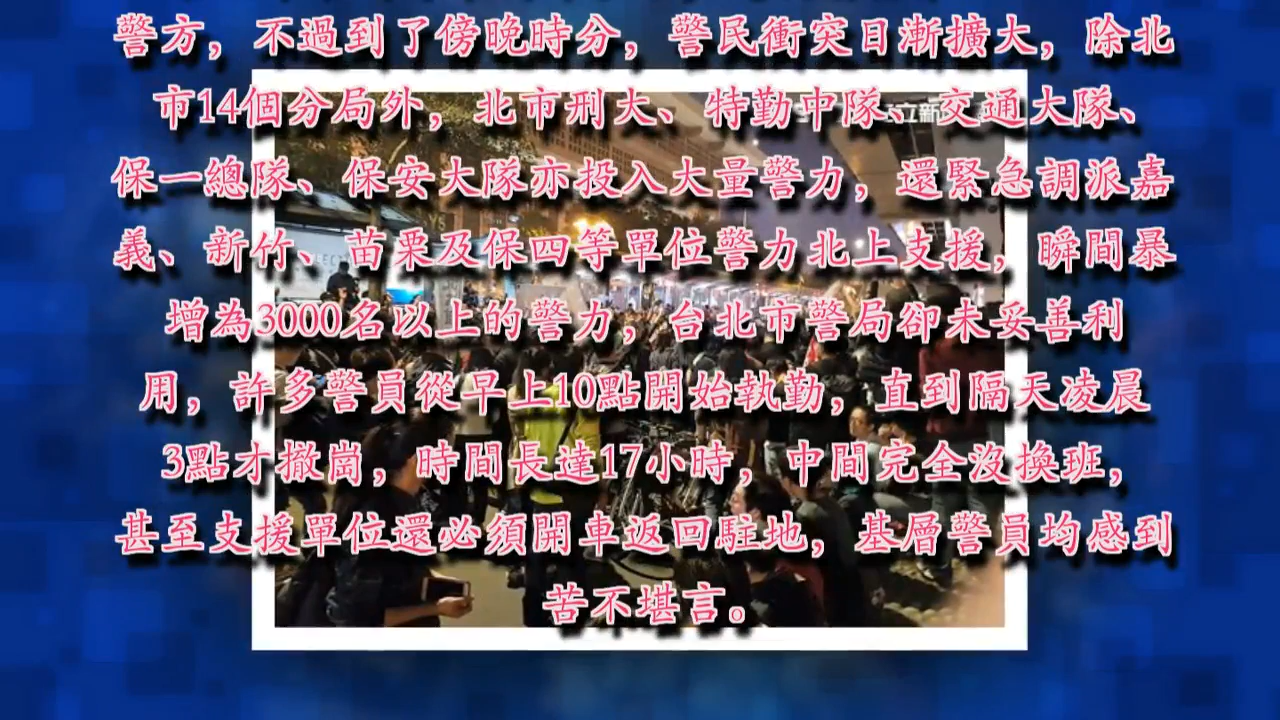 警方，不過到了傍晚時分，警民衝突日漸擴大，除北
市14個分局外，北市刑大、特勤中隊、交通大隊、
保一總隊、保安大隊亦投入大量警力，還緊急調派嘉
義、新竹、苗栗及保四等單位警力北上支援，瞬間暴
增為3000名以上的警力，台北市警局卻未妥善利
用，許多警員從早上10點開始執勤，直到隔天凌晨
3點才撤崗，時間長達17小時，中間完全沒換班，
甚至支援單位還必須開車返回駐地，基層警員均感到
苦不堪言。